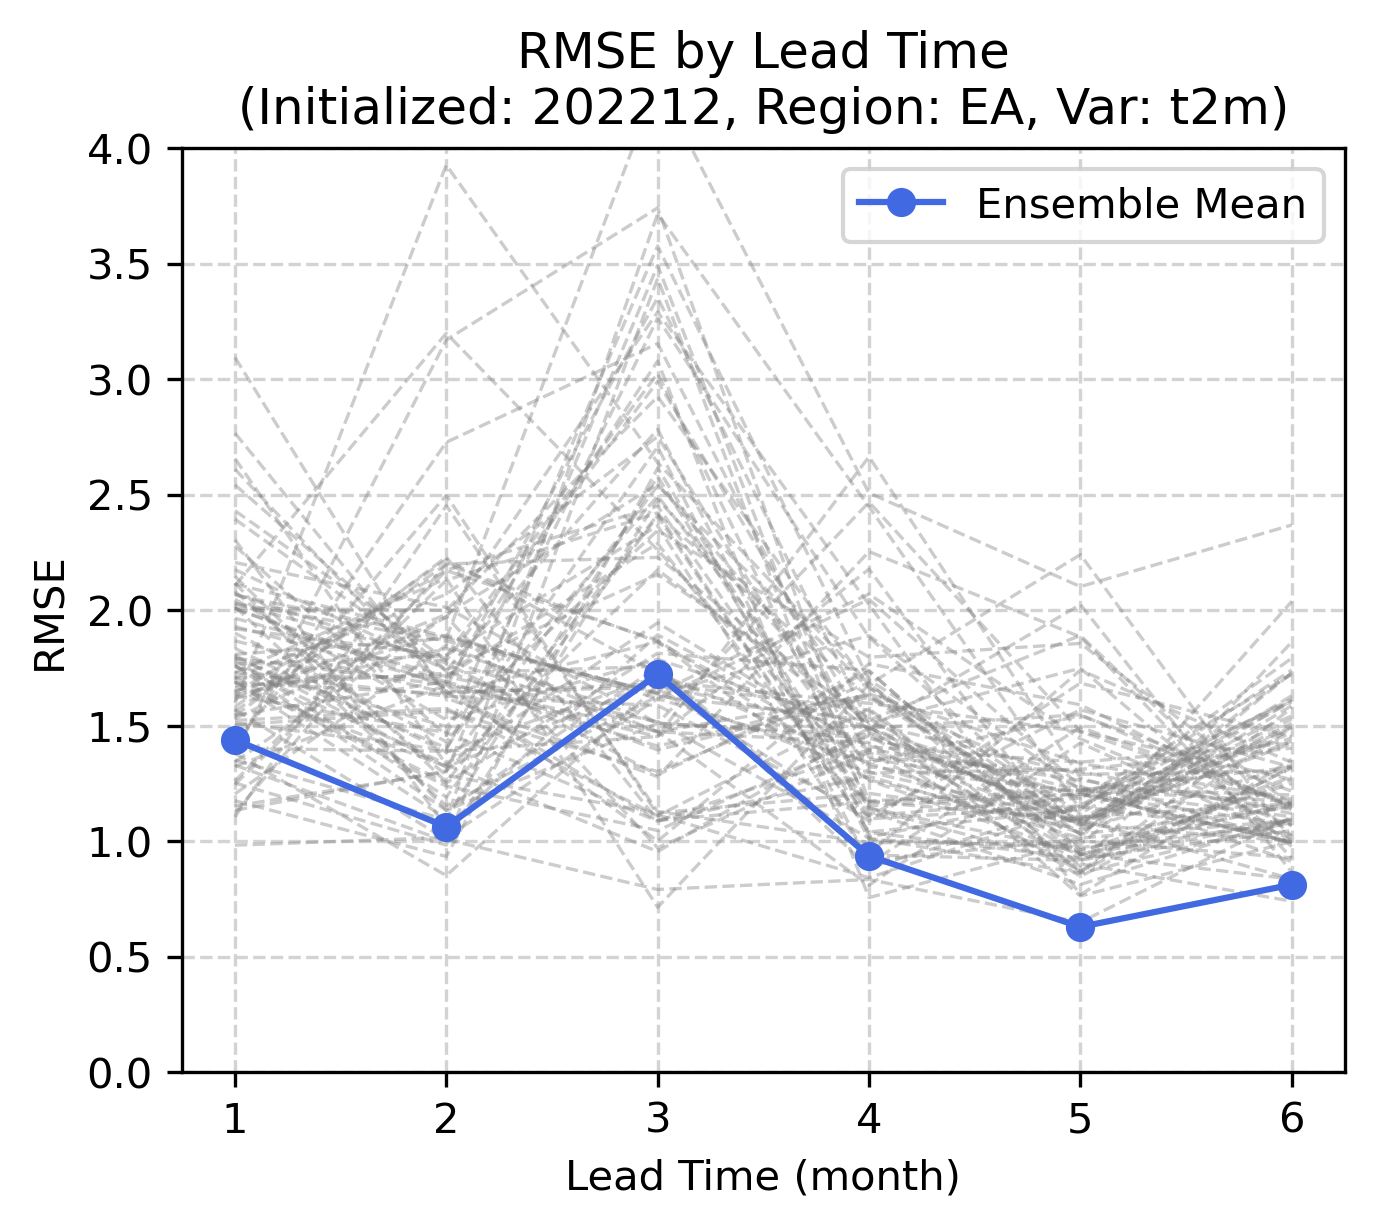 RMSE by Lead Time
(Initialized: 202212, Region: EA, Var: t2m)
Ensemble Mean
RMSE
4.0
3.5
3.0
2.5
2.0
1.5
1.0
0.5
0.0
1 2 3 4 5 6
Lead Time (month)